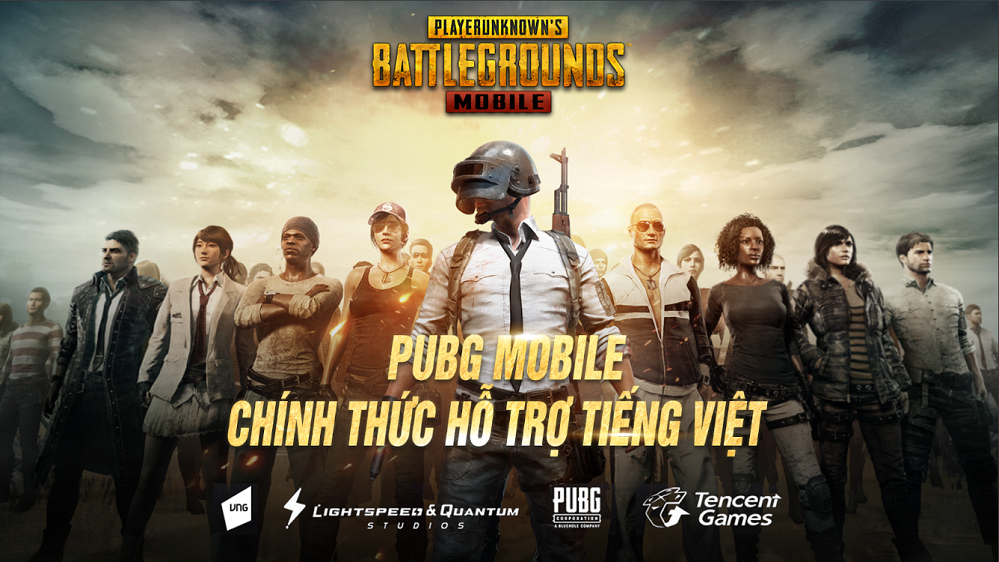 PLAYERUNKNOWN'S
BATTLEGROUNDS
MOBILE
PUBG MOBILE
CHÍNH THỨC HỖ TRỢ TIẾNG VIỆT
VNG
LIGHTSPEED & QUANTUM
STUDIOS
PUBG
CORPORATION
A BLUEHOLE COMPANY
Tencent
Games